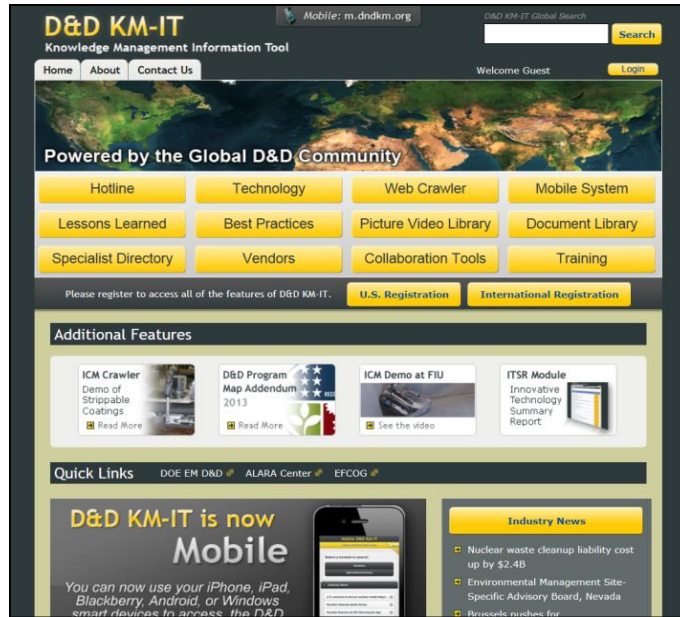 D&D KM-IT
Knowledge Management Information Tool
Mobile: m.dndkm.org
D&D KM-IT Global Search
Search
Home About Contact Us
Welcome Guest
Login
Powered by the Global D&D Community
Hotline
Technology
Web Crawler
Mobile System
Lessons Learned
Best Practices
Picture Video Library
Document Library
Specialist Directory
Vendors
Collaboration Tools
Training
Please register to access all of the features of D&D KM-IT.
U.S. Registration
International Registration
Additional Features
ICM Crawler
Demo of
Strippable
Coatings
Read More
D&D Program
Map Addendum
2013
Read More
ICM Demo at FIU
See the video
ITSR Module
Innovative
Technology
Summary
Report
Quick Links
DOE EM D&D
ALARA Center
EFCOG
D&D KM-IT is now
Mobile
You can now use your iPhone, iPad,
Blackberry, Android, or Windows
smart devices to access the D&D
Industry News
Nuclear waste cleanup liability cost
up by $2.4B
Environmental Management Site-
Specific Advisory Board, Nevada
Brussels pushes for